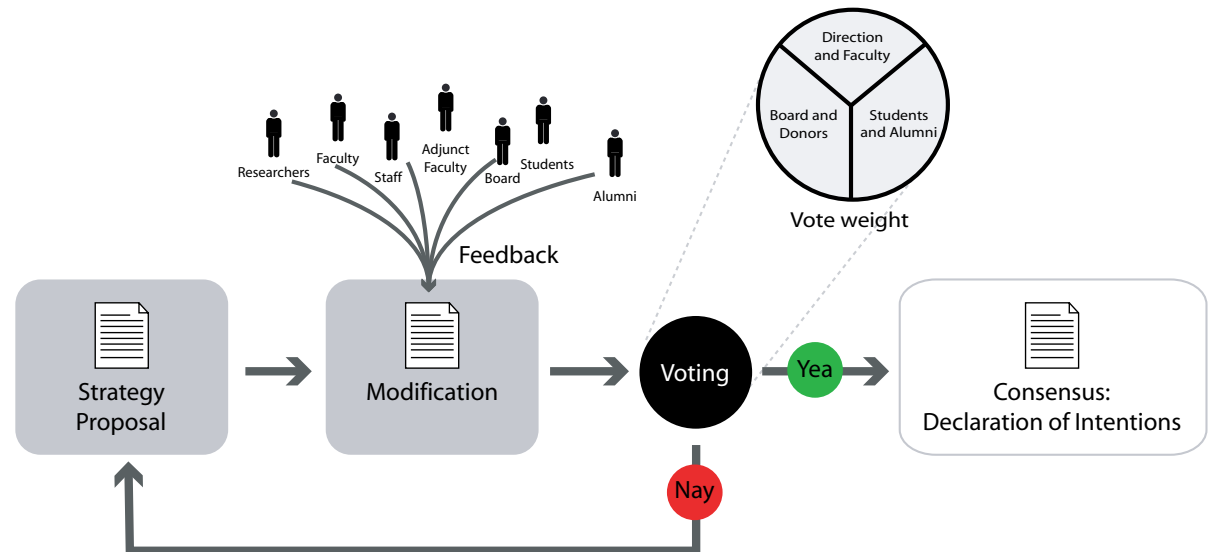 Direction
and Faculty
Board and
Donors
Students
and Alumni
Vote weight
Researchers
Faculty
Staff
Adjunct
Faculty
Board
Students
Alumni
Feedback
Strategy
Proposal
Modification
Voting
Yea
Consensus:
Declaration of Intentions
Nay